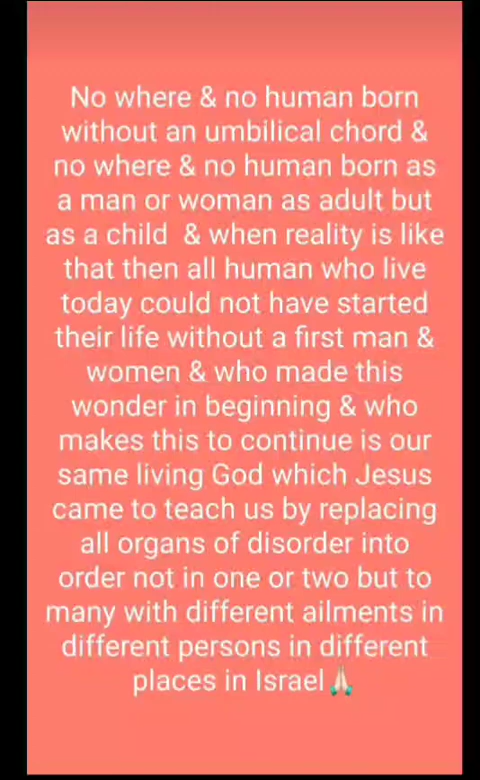 No where & no human born
without an umbilical chord &
no where & no human born as
a man or woman as adult but
as a child  & when reality is like
that then all human who live
today could not have started
their life without a first man &
women & who made this
wonder in beginning & who
makes this to continue is our
same living God which Jesus
came to teach us by replacing
all organs of disorder into
order not in one or two but to
many with different ailments in
different persons in different
places in Israel🙏🏻